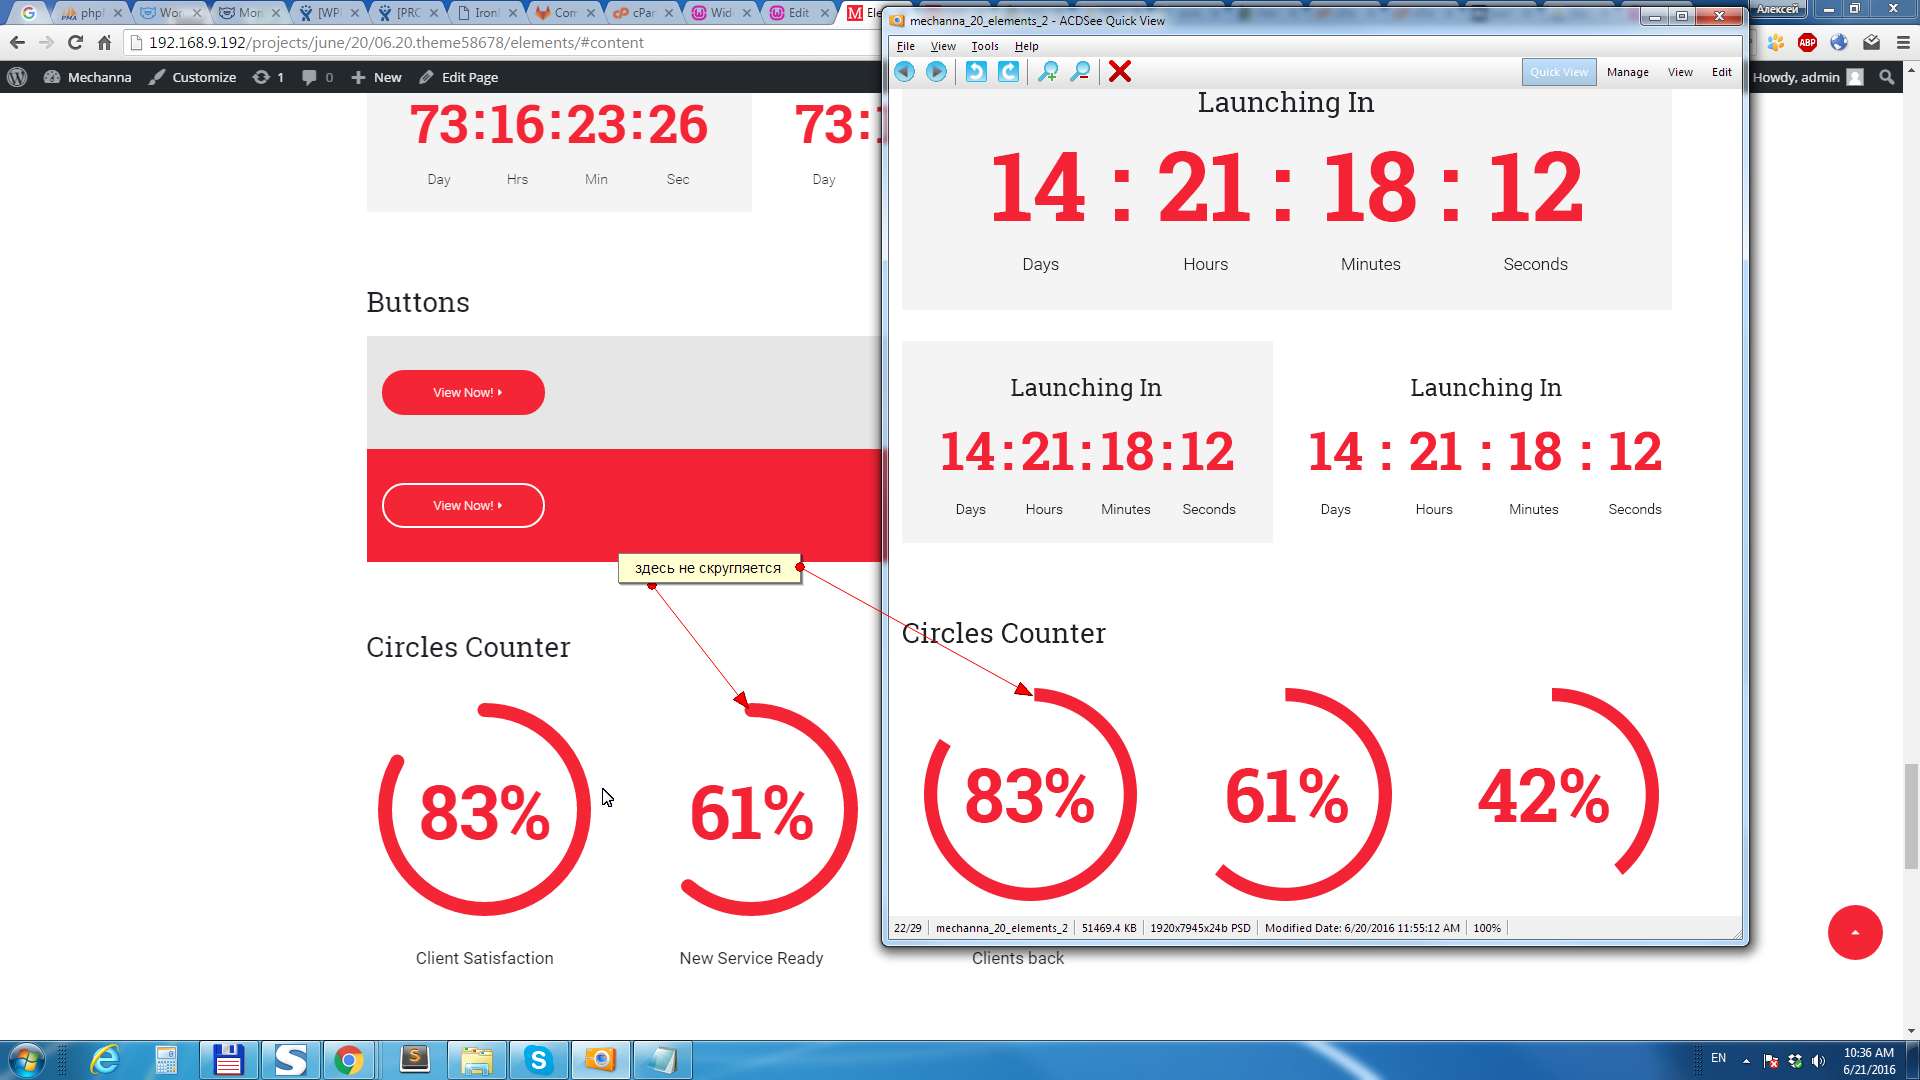 php
Wor
Mon
[WP
[PRC
Iron
Com
cPar
Wid
Edit
Ele
Алексей
192.168.9.192/projects/june/20/06.20.theme58678/elements/#content
ABP
Mechanna
Customize
1
0
New
Edit Page
Howdy, admin
73:16:23:26
Day Hrs Min Sec
73:
Day
Buttons
View Now!
View Now!
здесь не скругляется
Circles Counter
83%
61%
Client Satisfaction
New Service Ready
Clients back
mechanna_20_elements_2 - ACDSee Quick View
File View Tools Help
Quick View Manage View Edit
Launching In
14 : 21 : 18 : 12
Days Hours Minutes Seconds
Launching In
14:21:18:12
Days Hours Minutes Seconds
Launching In
14 : 21 : 18 : 12
Days Hours Minutes Seconds
Circles Counter
83%
61%
42%
22/29 mechanna_20_elements_2 51469.4 KB 1920x7945x24b PSD Modified Date: 6/20/2016 11:55:12 AM 100%
EN
10:36 AM
6/21/2016